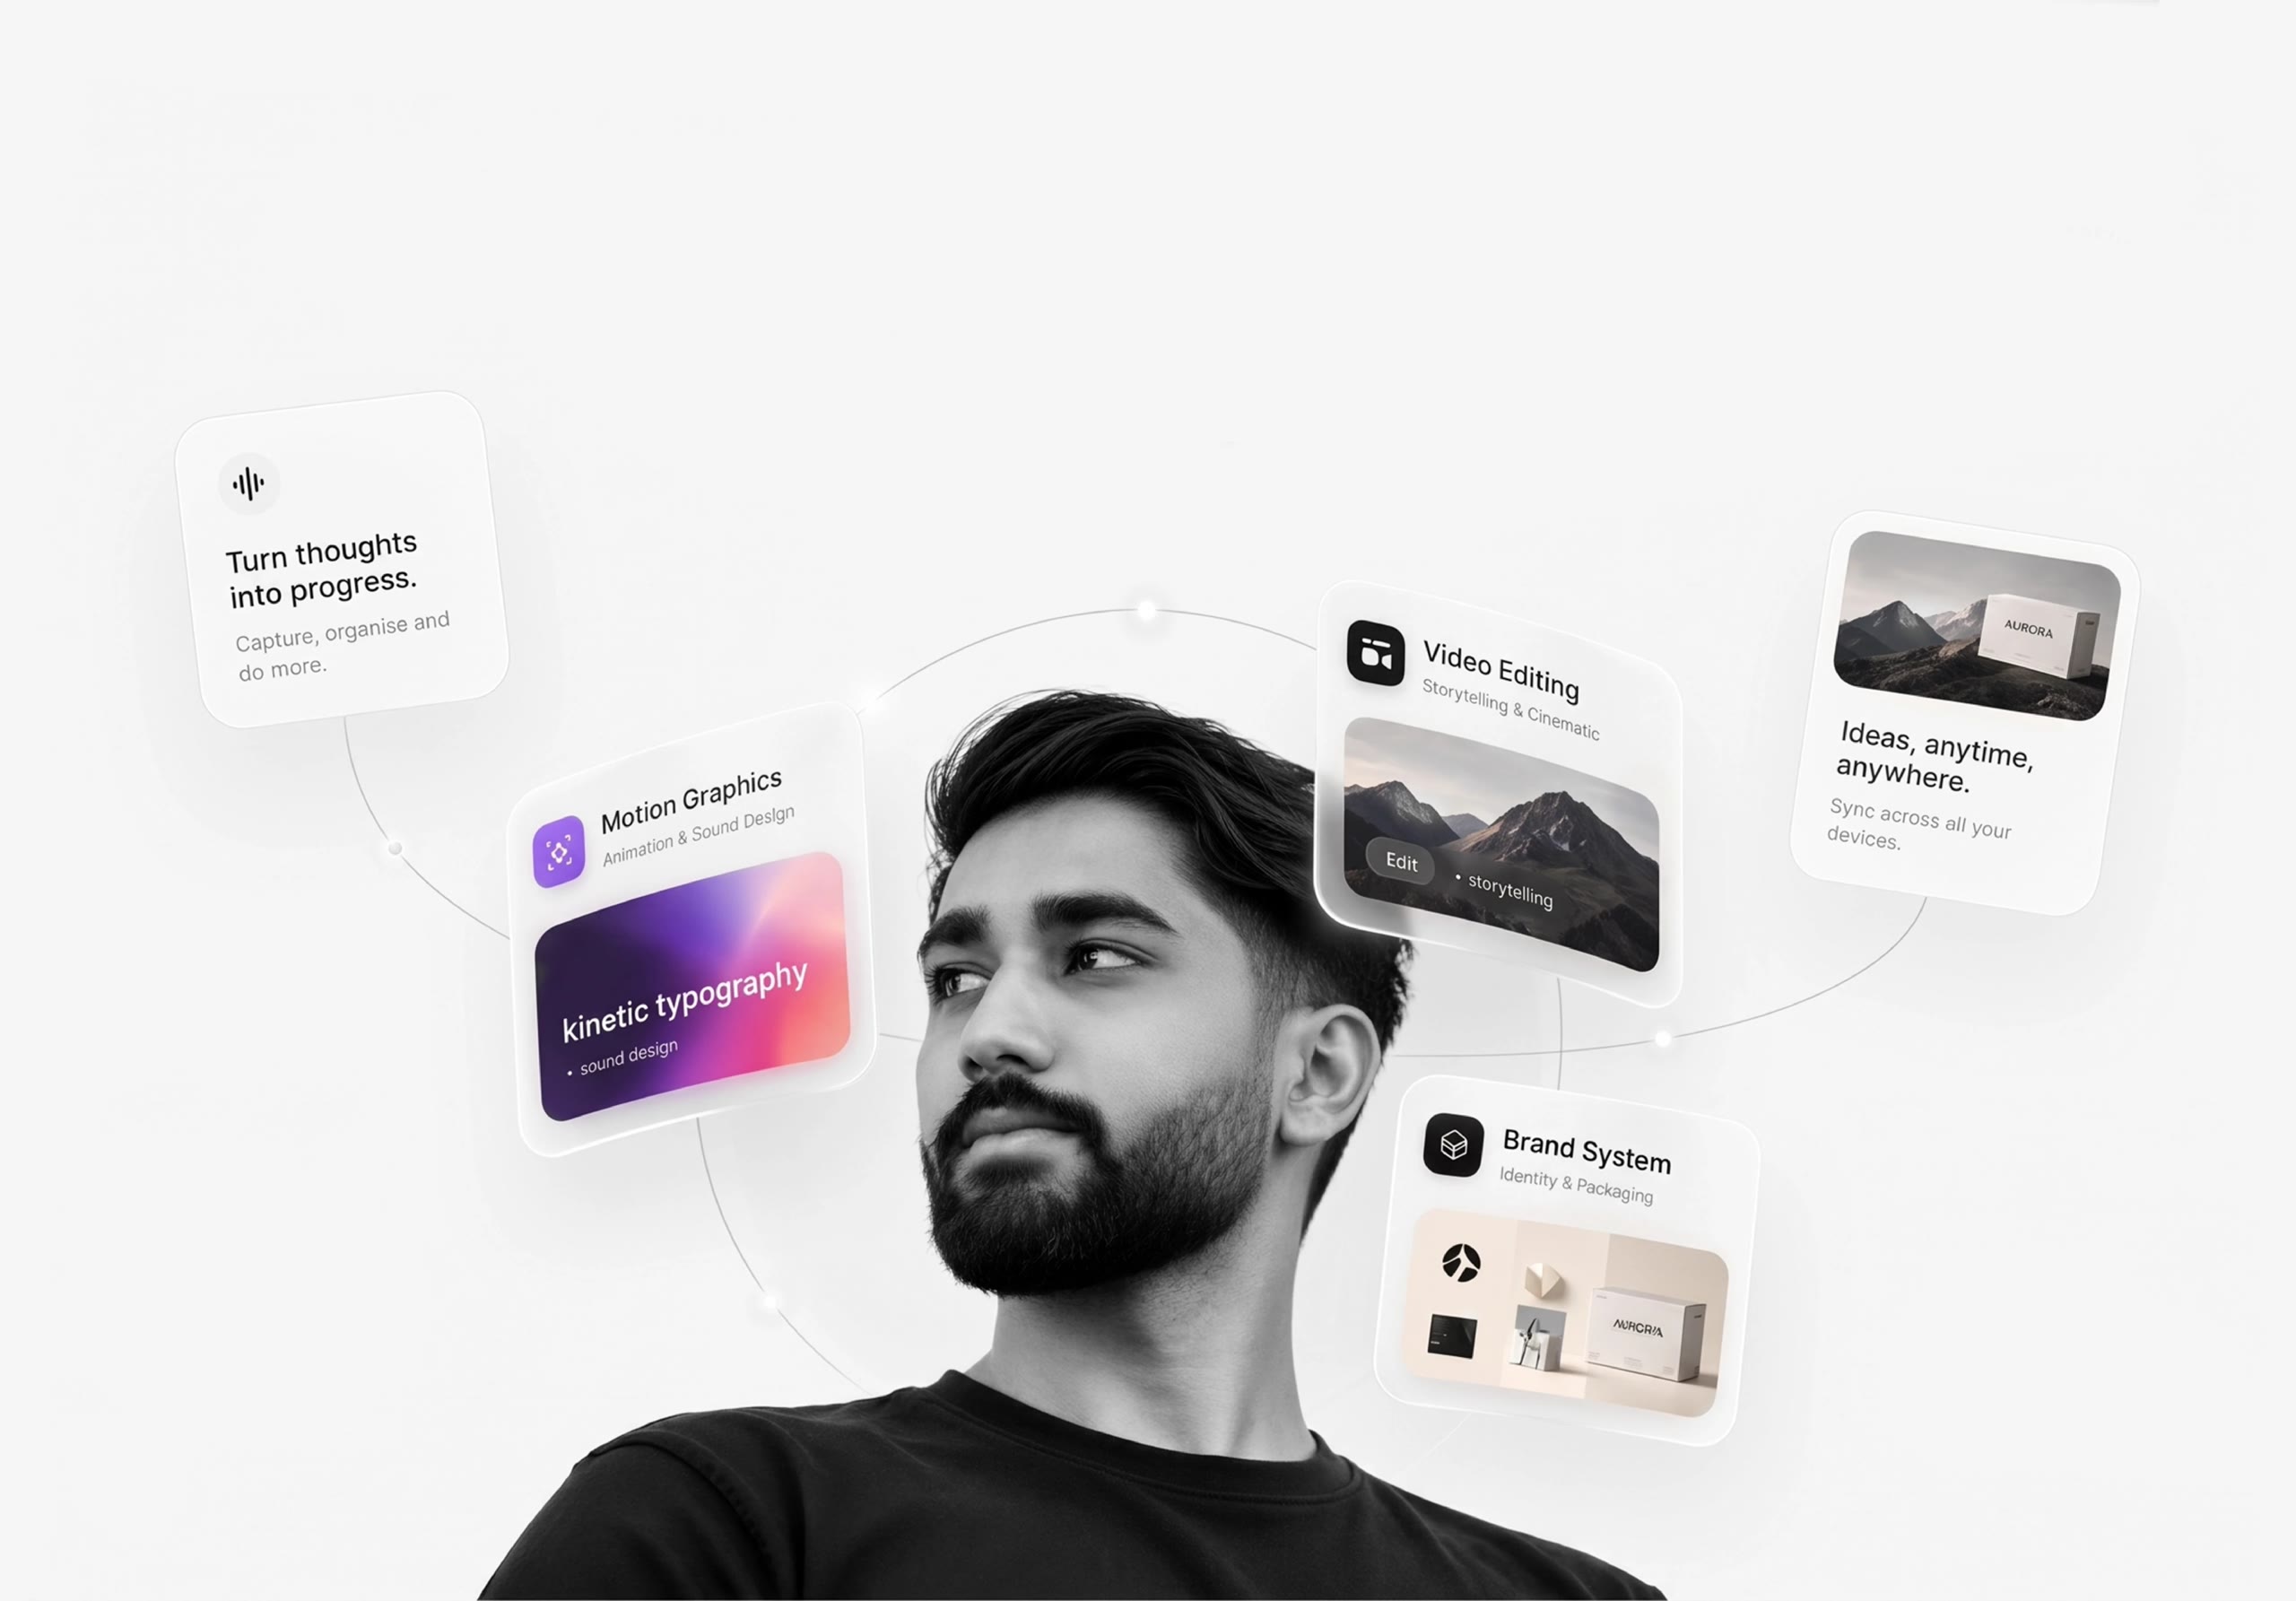 Turn thoughts
into progress.
Capture, organise and
do more.
Motion Graphics
Animation & Sound Design
kinetic typography
• sound design
Video Editing
Storytelling & Cinematic
Edit
• storytelling
AURORA
Ideas, anytime,
anywhere.
Sync across all your
devices.
Brand System
Identity & Packaging